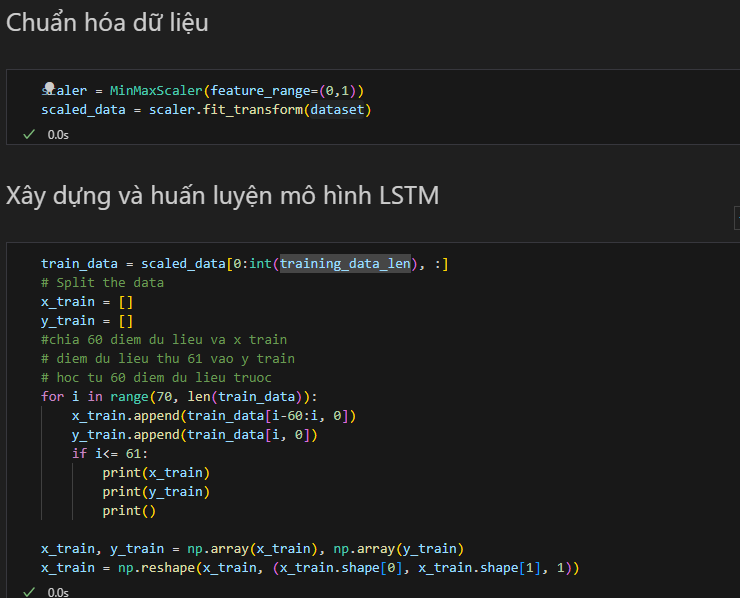 Chuẩn hóa dữ liệu
scaler = MinMaxScaler(feature_range=(0,1))
scaled_data = scaler.fit_transform(dataset)
0.0s
Xây dựng và huấn luyện mô hình LSTM
train_data = scaled_data[0:int(training_data_len), :]
# Split the data
x_train = []
y_train = []
#chia 60 diem du lieu va x train
# diem du lieu thu 61 vao y train
# hoc tu 60 diem du lieu truoc
for i in range(70, len(train_data)):
    x_train.append(train_data[i-60:i, 0])
    y_train.append(train_data[i, 0])
    if i<= 61:
        print(x_train)
        print(y_train)
        print()
x_train, y_train = np.array(x_train), np.array(y_train)
x_train = np.reshape(x_train, (x_train.shape[0], x_train.shape[1], 1))
0.0s